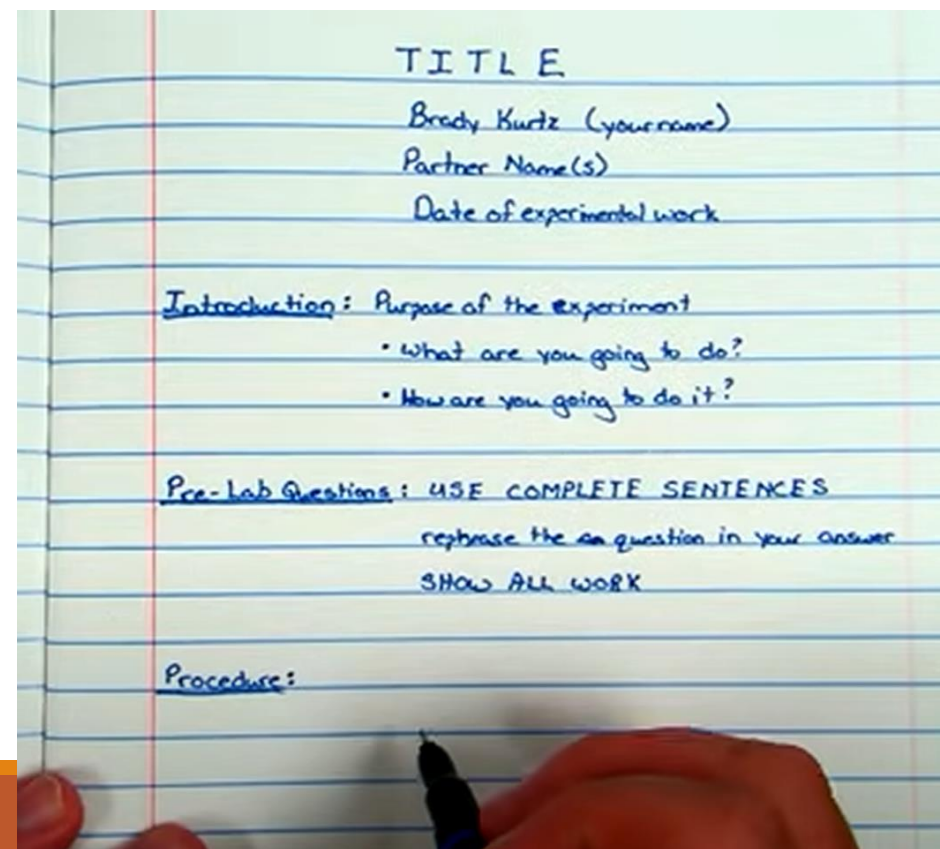 TITLE
Brady Kurtz (your name)
Partner Name(s)
Date of experimental work
Introduction: Purpose of the experiment
• What are you going to do?
• How are you going to do it?
Pre-Lab Questions: USE COMPLETE SENTENCES
rephrase the question in your answer
SHOW ALL WORK
Procedure: